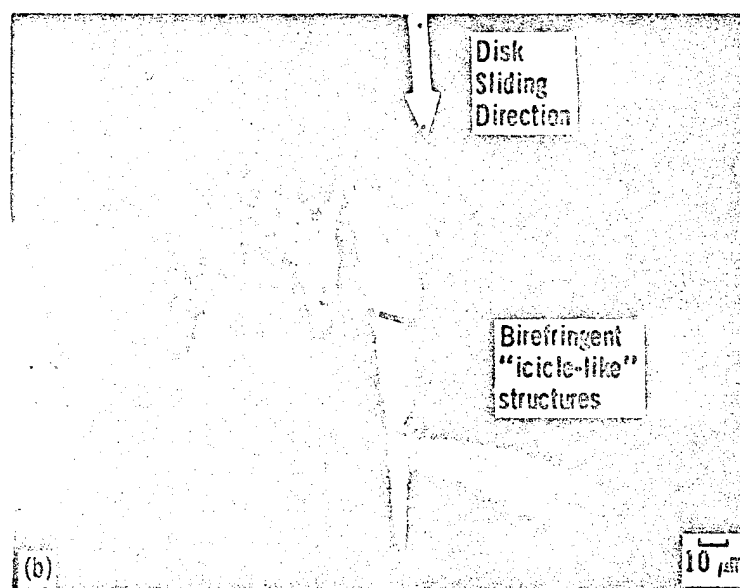 Disk
Sliding
Direction
Birefringent
“icicle-like”
structures
(b)
10 μm